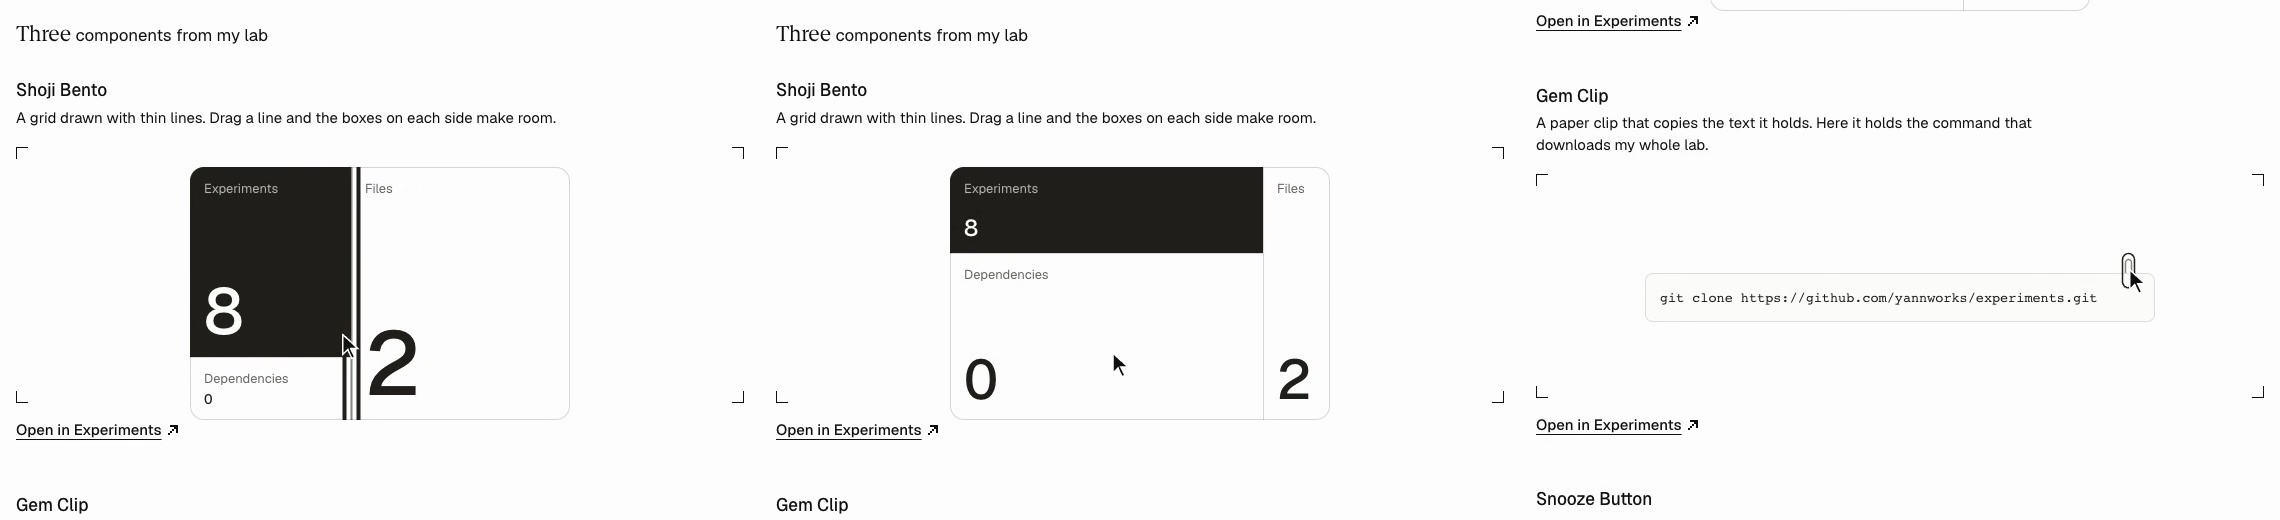 Three components from my lab
Shoji Bento
A grid drawn with thin lines. Drag a line and the boxes on each side make room.
Experiments
Files
8
2
Dependencies
0
Open in Experiments
Gem Clip
Three components from my lab
Shoji Bento
A grid drawn with thin lines. Drag a line and the boxes on each side make room.
Experiments
Files
8
Dependencies
0
2
Open in Experiments
Gem Clip
Open in Experiments
Gem Clip
A paper clip that copies the text it holds. Here it holds the command that
downloads my whole lab.
git clone https://github.com/yannworks/experiments.git
Open in Experiments
Snooze Button